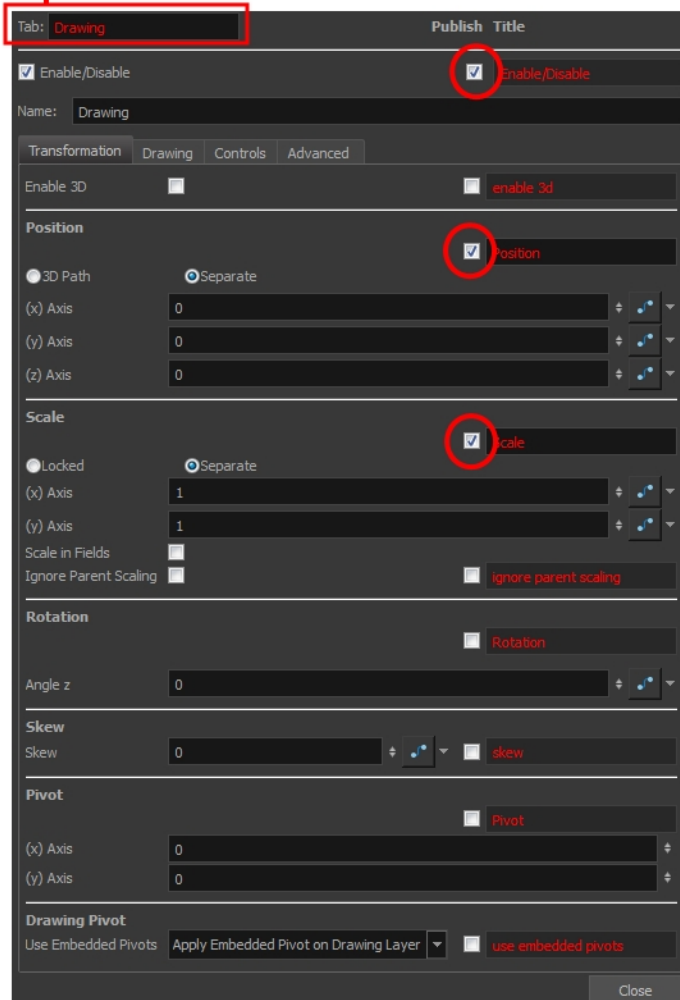 Tab: Drawing Publish Title
Enable/Disable Enable/Disable
Name: Drawing
Transformation Drawing Controls Advanced
Enable 3D enable 3d
Position
Position
3D Path Separate
(x) Axis 0
(y) Axis 0
(z) Axis 0
Scale
Scale
Locked Separate
(x) Axis 1
(y) Axis 1
Scale in Fields
Ignore Parent Scaling ignore parent scaling
Rotation
Rotation
Angle z 0
Skew
Skew 0 skew
Pivot
Pivot
(x) Axis 0
(y) Axis 0
Drawing Pivot
Use Embedded Pivots Apply Embedded Pivot on Drawing Layer use embedded pivots
Close